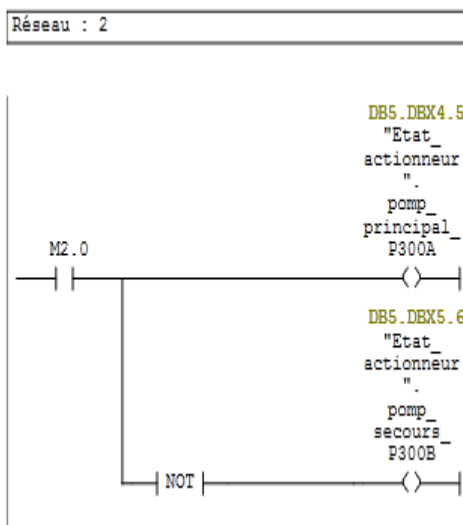 Réseau : 2
DB5.DBX4.5
"Etat_
actionneur
".
pomp_
principal_
P300A
M2.0
DB5.DBX5.6
"Etat_
actionneur
".
pomp_
secours_
P300B
NOT